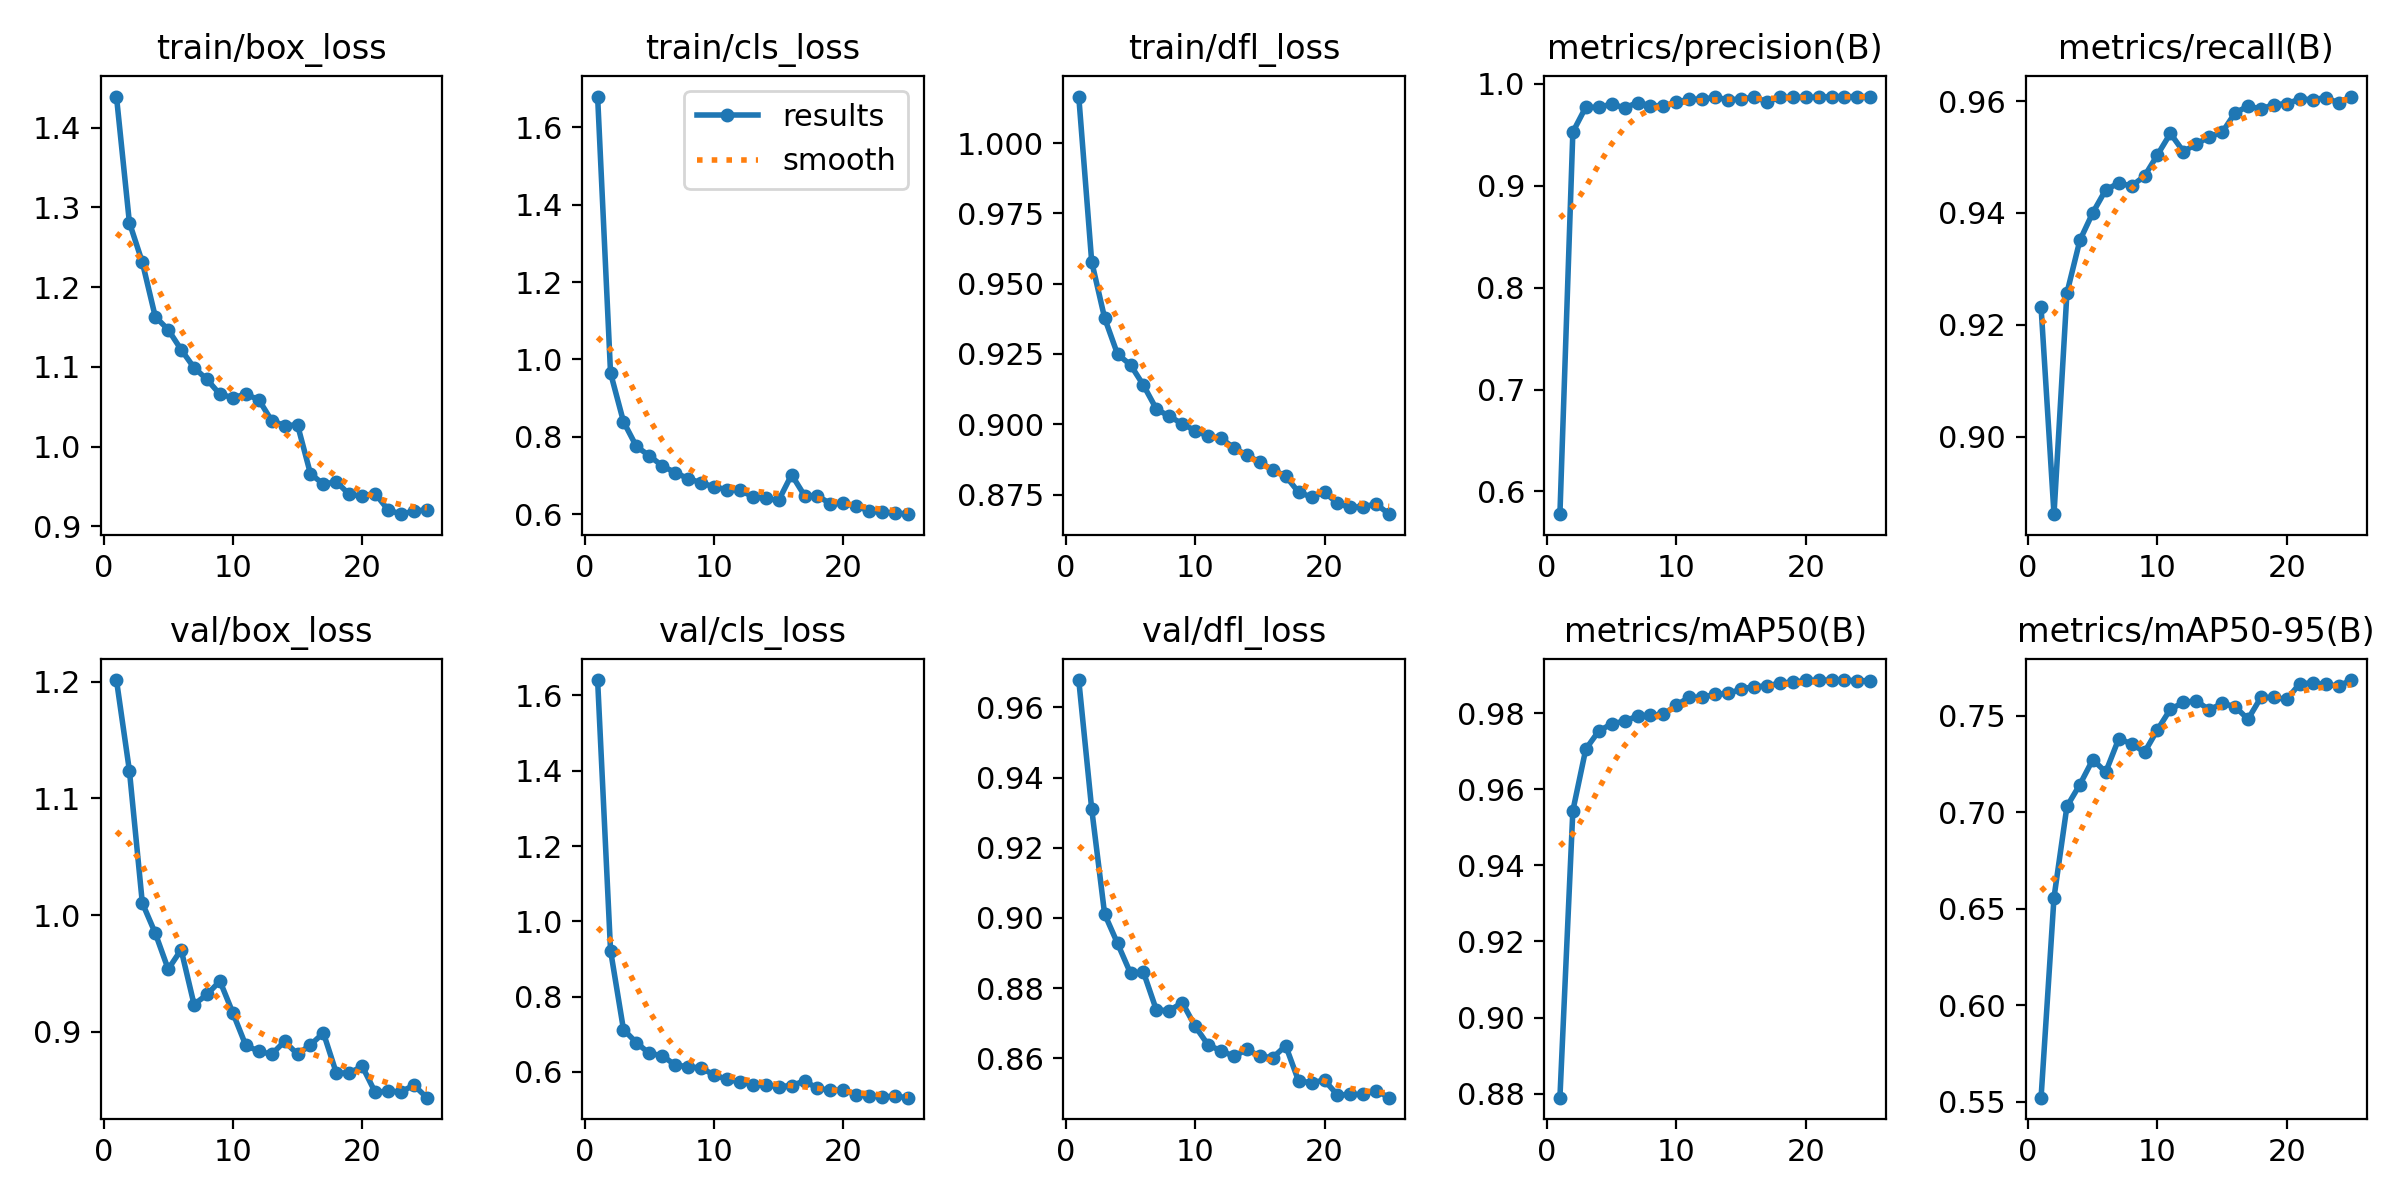 train/box_loss
1.4
1.3
1.2
1.1
1.0
0.9
0 10 20
train/cls_loss
results
smooth
1.6
1.4
1.2
1.0
0.8
0.6
0 10 20
train/dfl_loss
1.000
0.975
0.950
0.925
0.900
0.875
0 10 20
metrics/precision(B)
1.0
0.9
0.8
0.7
0.6
0 10 20
metrics/recall(B)
0.96
0.94
0.92
0.90
0 10 20
val/box_loss
1.2
1.1
1.0
0.9
0 10 20
val/cls_loss
1.6
1.4
1.2
1.0
0.8
0.6
0 10 20
val/dfl_loss
0.96
0.94
0.92
0.90
0.88
0.86
0 10 20
metrics/mAP50(B)
0.98
0.96
0.94
0.92
0.90
0.88
0 10 20
metrics/mAP50-95(B)
0.75
0.70
0.65
0.60
0.55
0 10 20